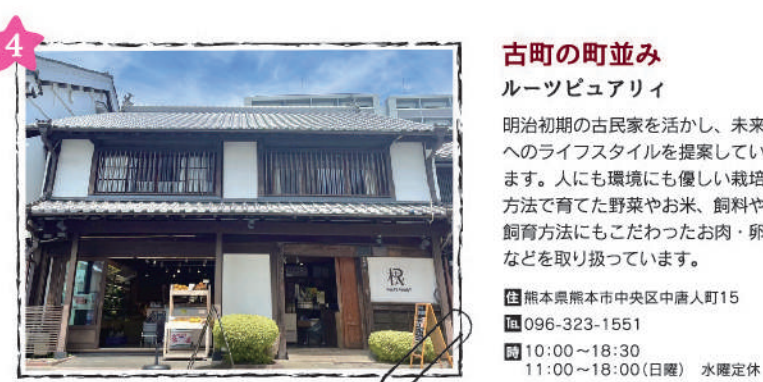 4
古町の町並み
ルーツピュアリィ
明治初期の古民家を活かし、未来
へのライフスタイルを提案してい
ます。人にも環境にも優しい栽培
方法で育てた野菜やお米、飼料や
飼育方法にもこだわったお肉・卵
などを取り扱っています。
住熊本県熊本市中央区中唐人町15
TEL096-323-1551
時10:00~18:30
11:00~18:00(日曜) 水曜定休